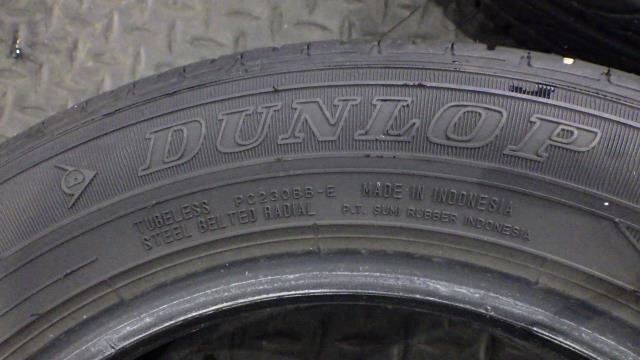 DUNLOP
TUBELESS PC230BB-E MADE IN INDONESIA
STEEL BELTED RADIAL P.L.T. SUMI RUBBER INDONESIA